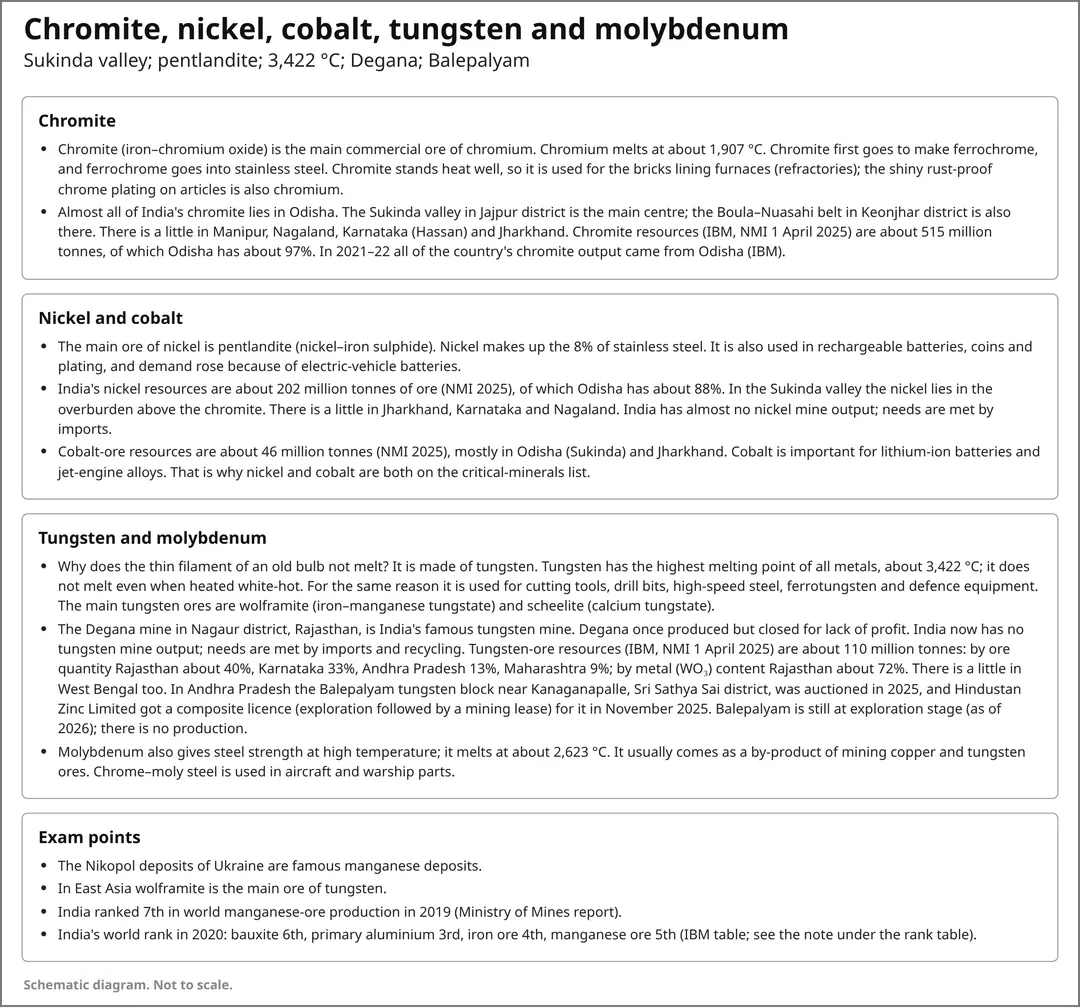 Chromite, nickel, cobalt, tungsten and molybdenum
Sukinda valley; pentlandite; 3,422 °C; Degana; Balepalyam
Chromite
• Chromite (iron–chromium oxide) is the main commercial ore of chromium. Chromium melts at about 1,907 °C. Chromite first goes to make ferrochrome,
and ferrochrome goes into stainless steel. Chromite stands heat well, so it is used for the bricks lining furnaces (refractories); the shiny rust-proof
chrome plating on articles is also chromium.
• Almost all of India's chromite lies in Odisha. The Sukinda valley in Jajpur district is the main centre; the Boula–Nuasahi belt in Keonjhar district is also
there. There is a little in Manipur, Nagaland, Karnataka (Hassan) and Jharkhand. Chromite resources (IBM, NMI 1 April 2025) are about 515 million
tonnes, of which Odisha has about 97%. In 2021–22 all of the country's chromite output came from Odisha (IBM).
Nickel and cobalt
• The main ore of nickel is pentlandite (nickel–iron sulphide). Nickel makes up the 8% of stainless steel. It is also used in rechargeable batteries, coins and
plating, and demand rose because of electric-vehicle batteries.
• India's nickel resources are about 202 million tonnes of ore (NMI 2025), of which Odisha has about 88%. In the Sukinda valley the nickel lies in the
overburden above the chromite. There is a little in Jharkhand, Karnataka and Nagaland. India has almost no nickel mine output; needs are met by
imports.
• Cobalt-ore resources are about 46 million tonnes (NMI 2025), mostly in Odisha (Sukinda) and Jharkhand. Cobalt is important for lithium-ion batteries and
jet-engine alloys. That is why nickel and cobalt are both on the critical-minerals list.
Tungsten and molybdenum
• Why does the thin filament of an old bulb not melt? It is made of tungsten. Tungsten has the highest melting point of all metals, about 3,422 °C; it does
not melt even when heated white-hot. For the same reason it is used for cutting tools, drill bits, high-speed steel, ferrotungsten and defence equipment.
The main tungsten ores are wolframite (iron–manganese tungstate) and scheelite (calcium tungstate).
• The Degana mine in Nagaur district, Rajasthan, is India's famous tungsten mine. Degana once produced but closed for lack of profit. India now has no
tungsten mine output; needs are met by imports and recycling. Tungsten-ore resources (IBM, NMI 1 April 2025) are about 110 million tonnes: by ore
quantity Rajasthan about 40%, Karnataka 33%, Andhra Pradesh 13%, Maharashtra 9%; by metal (WO₃) content Rajasthan about 72%. There is a little in
West Bengal too. In Andhra Pradesh the Balepalyam tungsten block near Kanaganapalle, Sri Sathya Sai district, was auctioned in 2025, and Hindustan
Zinc Limited got a composite licence (exploration followed by a mining lease) for it in November 2025. Balepalyam is still at exploration stage (as of
2026); there is no production.
• Molybdenum also gives steel strength at high temperature; it melts at about 2,623 °C. It usually comes as a by-product of mining copper and tungsten
ores. Chrome–moly steel is used in aircraft and warship parts.
Exam points
• The Nikopol deposits of Ukraine are famous manganese deposits.
• In East Asia wolframite is the main ore of tungsten.
• India ranked 7th in world manganese-ore production in 2019 (Ministry of Mines report).
• India's world rank in 2020: bauxite 6th, primary aluminium 3rd, iron ore 4th, manganese ore 5th (IBM table; see the note under the rank table).
Schematic diagram. Not to scale.